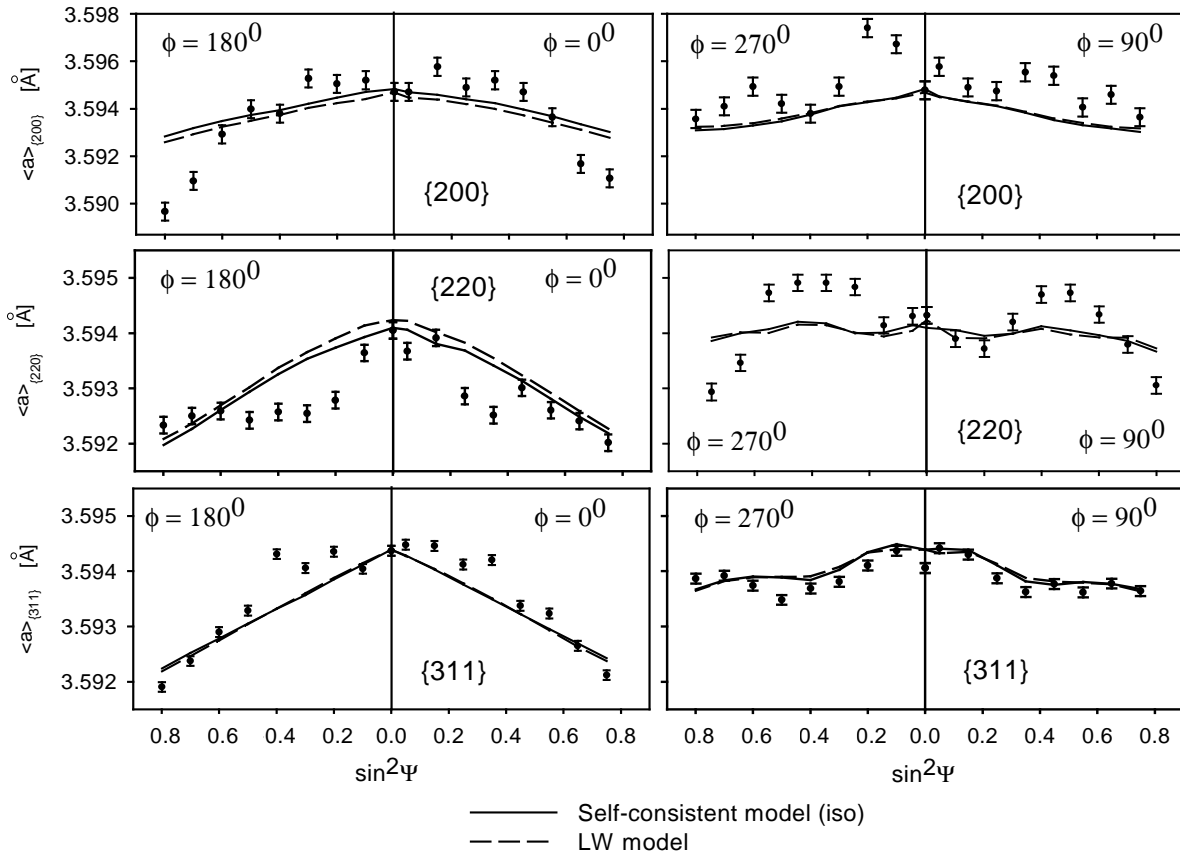 3.598
3.596
3.594
3.592
3.590
<a>{200} [Å]
ϕ = 180⁰
ϕ = 0⁰
{200}
ϕ = 270⁰
ϕ = 90⁰
{200}
3.595
3.594
3.593
3.592
<a>{220} [Å]
ϕ = 180⁰
{220}
ϕ = 0⁰
{220}
ϕ = 270⁰
ϕ = 90⁰
3.595
3.594
3.593
3.592
<a>{311} [Å]
ϕ = 180⁰
ϕ = 0⁰
{311}
ϕ = 270⁰
ϕ = 90⁰
{311}
0.8 0.6 0.4 0.2 0.0 0.2 0.4 0.6 0.8
0.8 0.6 0.4 0.2 0.0 0.2 0.4 0.6 0.8
sin²Ψ
sin²Ψ
Self-consistent model (iso)
LW model